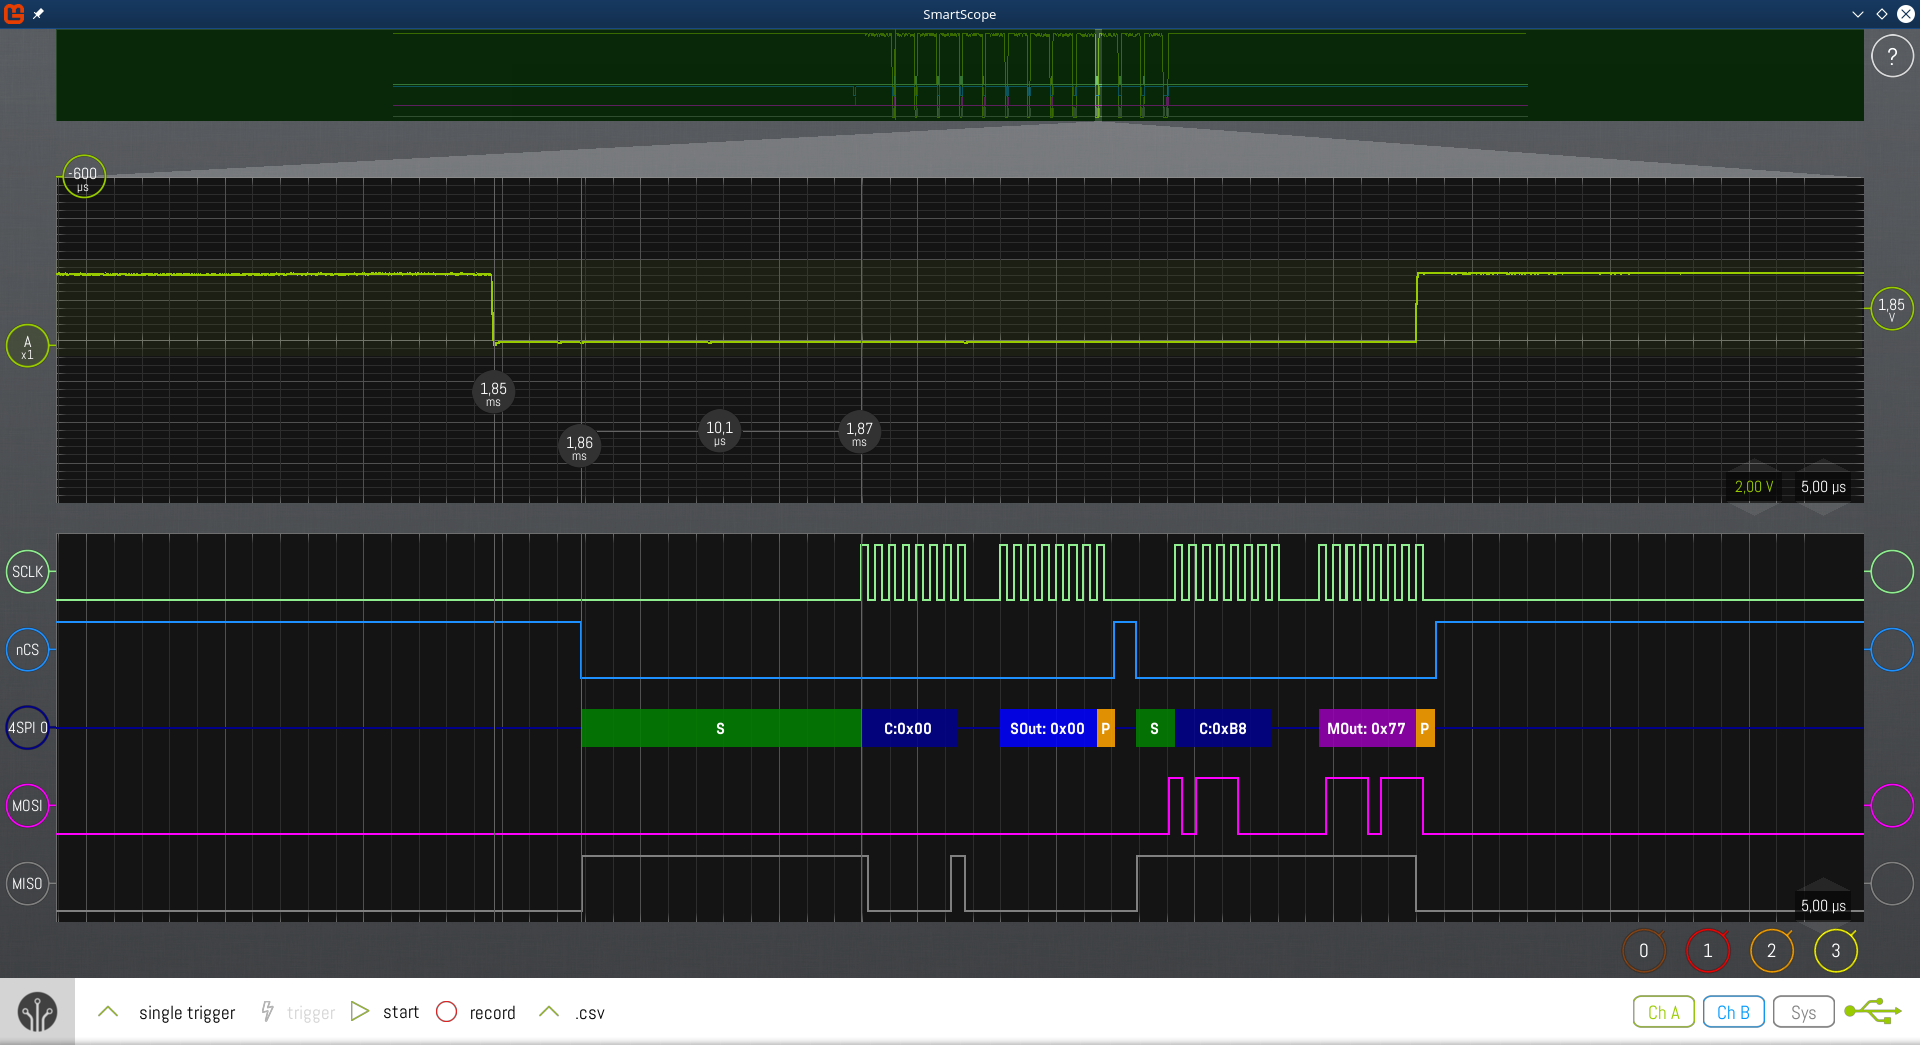 SmartScope
?
-600
µs
A
x1
1,85
V
1,85
ms
1,86
ms
10,1
µs
1,87
ms
2,00 V
5,00 µs
SCLK
nCS
4SPI 0
S
C:0x00
SOut: 0x00
P
S
C:0xB8
MOut: 0x77
P
MOSI
MISO
5,00 µs
0
1
2
3
single trigger
trigger
start
record
.csv
Ch A
Ch B
Sys